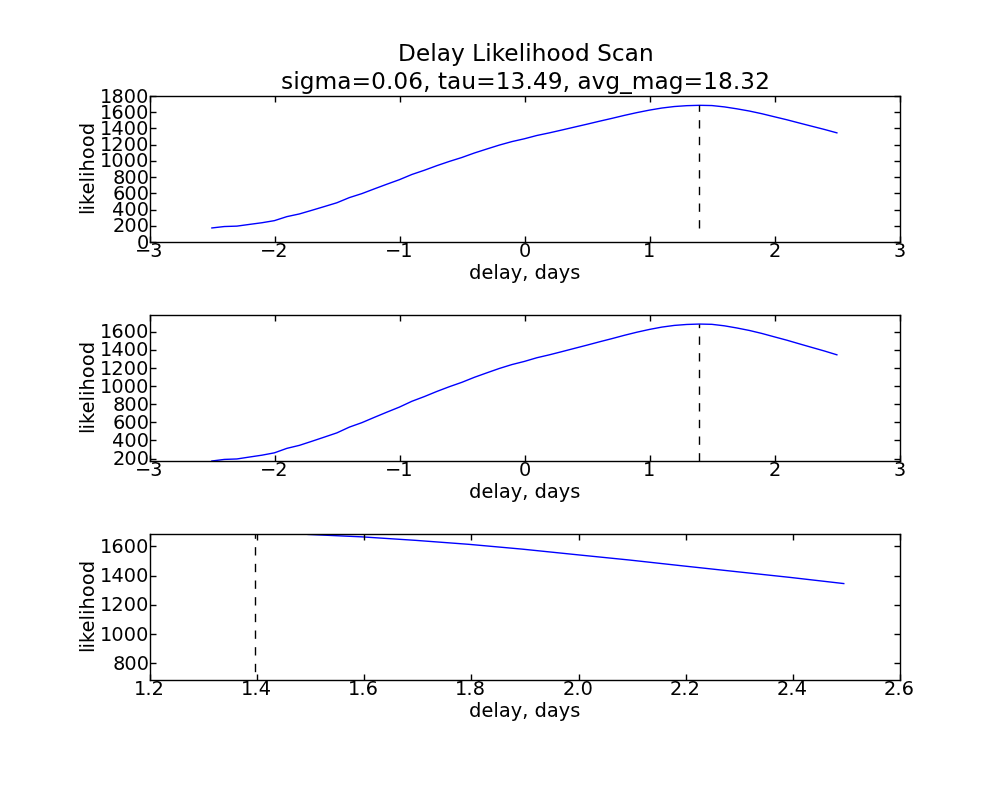 Delay Likelihood Scan
sigma=0.06, tau=13.49, avg_mag=18.32
1800
1600
1400
1200
1000
800
600
400
200
0
likelihood
−3 −2 −1 0 1 2 3
delay, days
1600
1400
1200
1000
800
600
400
200
likelihood
−3 −2 −1 0 1 2 3
delay, days
1600
1400
1200
1000
800
likelihood
1.2 1.4 1.6 1.8 2.0 2.2 2.4 2.6
delay, days